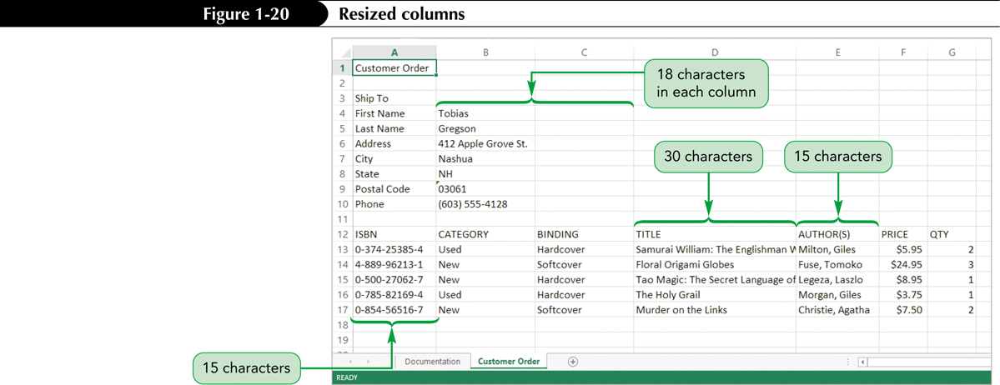 Figure 1-20 Resized columns
A B C D E F G
1 Customer Order
18 characters
in each column
2
3 Ship To
4 First Name Tobias
5 Last Name Gregson
6 Address 412 Apple Grove St.
30 characters
15 characters
7 City Nashua
8 State NH
9 Postal Code 03061
10 Phone (603) 555-4128
11
12 ISBN CATEGORY BINDING TITLE AUTHOR(S) PRICE QTY
13 0-374-25385-4 Used Hardcover Samurai William: The Englishman W Milton, Giles $5.95 2
14 4-889-96213-1 New Softcover Floral Origami Globes Fuse, Tomoko $24.95 3
15 0-500-27062-7 New Hardcover Tao Magic: The Secret Language of Legeza, Laszlo $8.95 1
16 0-785-82169-4 Used Hardcover The Holy Grail Morgan, Giles $3.75 1
17 0-854-56516-7 New Softcover Murder on the Links Christie, Agatha $7.50 2
18
19
15 characters
Documentation Customer Order
READY